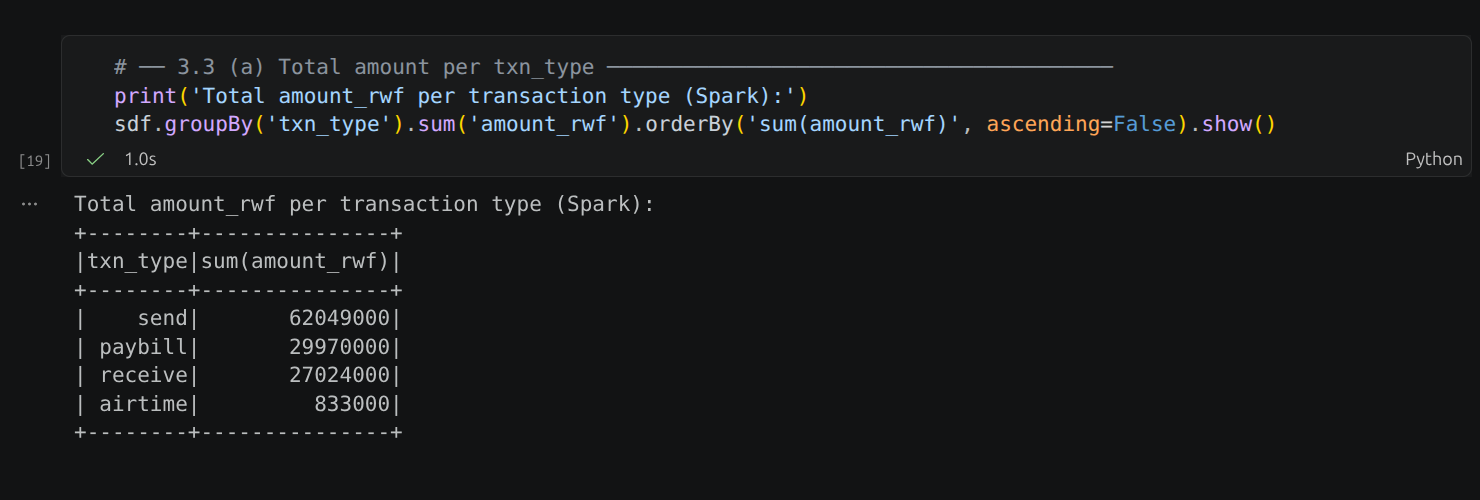 # ── 3.3 (a) Total amount per txn_type ────────────────────────────────────────
print('Total amount_rwf per transaction type (Spark):')
sdf.groupBy('txn_type').sum('amount_rwf').orderBy('sum(amount_rwf)', ascending=False).show()
[19] ✓ 1.0s Python
... Total amount_rwf per transaction type (Spark):
+--------+---------------+
|txn_type|sum(amount_rwf)|
+--------+---------------+
|    send|       62049000|
| paybill|       29970000|
| receive|       27024000|
| airtime|         833000|
+--------+---------------+